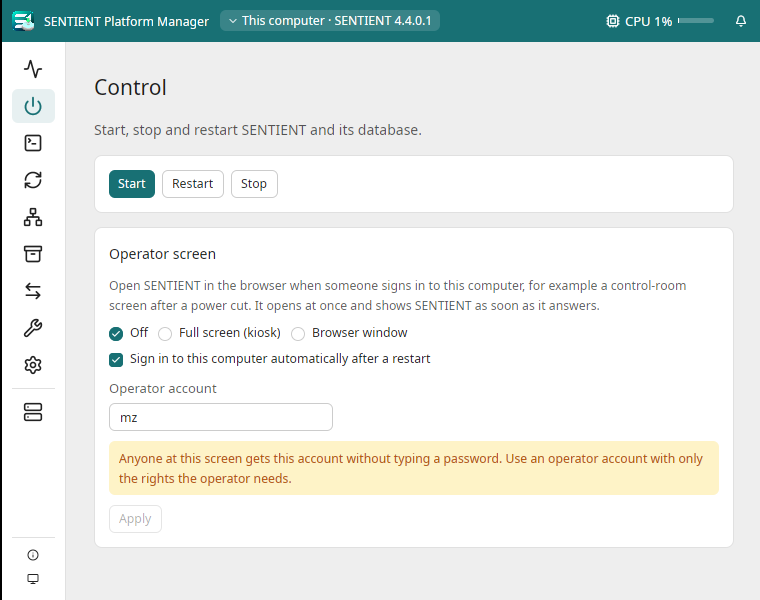 SENTIENT Platform Manager
This computer · SENTIENT 4.4.0.1
CPU 1%
Control
Start, stop and restart SENTIENT and its database.
Start
Restart
Stop
Operator screen
Open SENTIENT in the browser when someone signs in to this computer, for example a control-room
screen after a power cut. It opens at once and shows SENTIENT as soon as it answers.
Off
Full screen (kiosk)
Browser window
Sign in to this computer automatically after a restart
Operator account
mz
Anyone at this screen gets this account without typing a password. Use an operator account with only
the rights the operator needs.
Apply